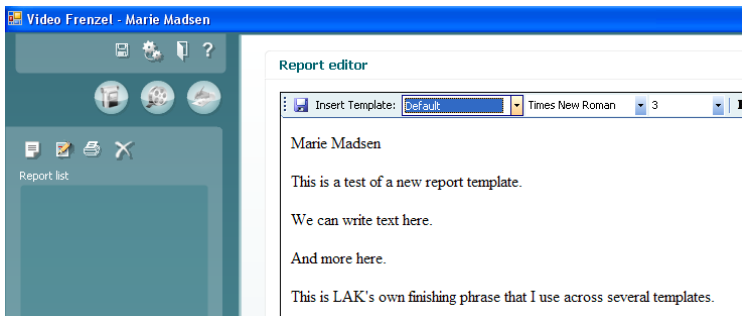 Video Frenzel - Marie Madsen
?
Report editor
Insert Template: Default Times New Roman 3
Marie Madsen
Report list
This is a test of a new report template.
We can write text here.
And more here.
This is LAK's own finishing phrase that I use across several templates.